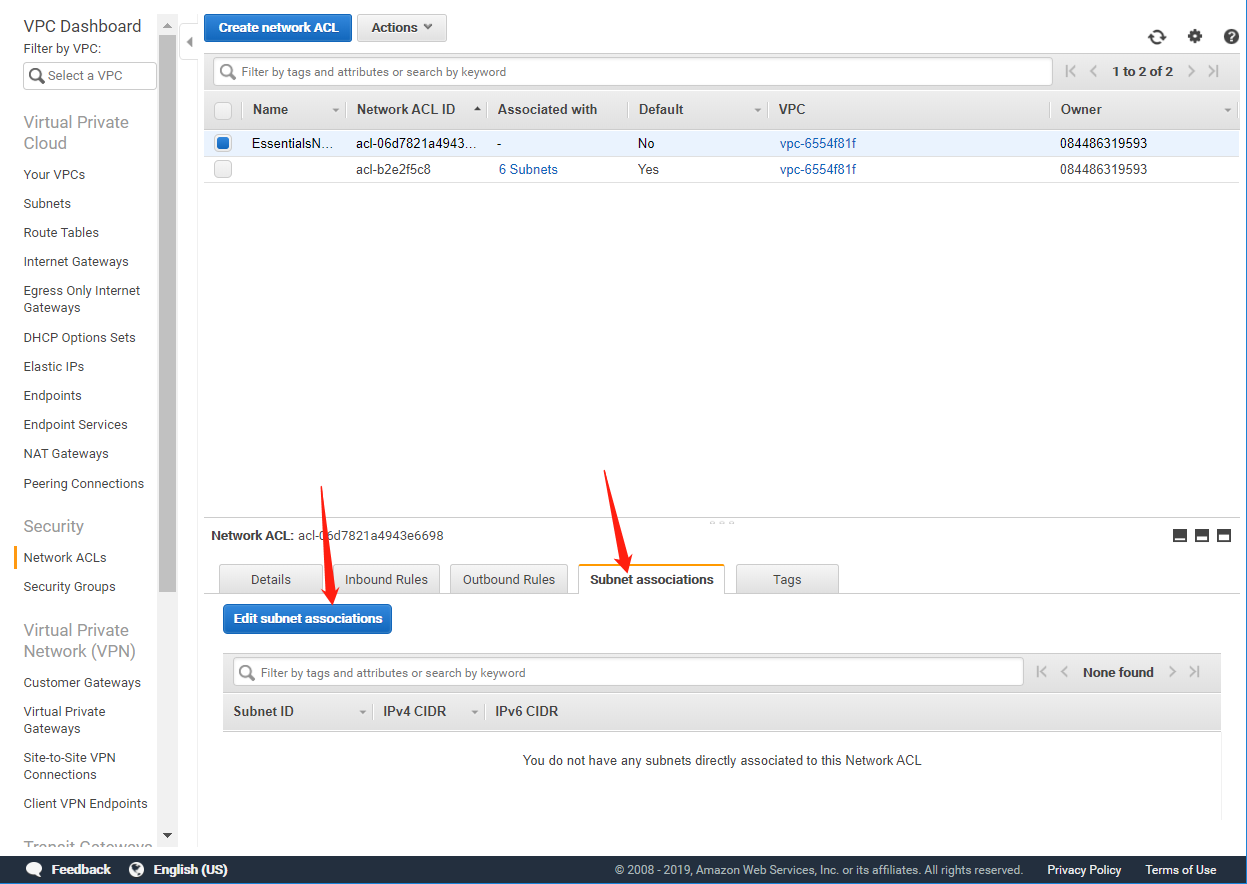 VPC Dashboard
Filter by VPC:
Select a VPC
Virtual Private
Cloud
Your VPCs
Subnets
Route Tables
Internet Gateways
Egress Only Internet
Gateways
DHCP Options Sets
Elastic IPs
Endpoints
Endpoint Services
NAT Gateways
Peering Connections
Security
Network ACLs
Security Groups
Virtual Private
Network (VPN)
Customer Gateways
Virtual Private
Gateways
Site-to-Site VPN
Connections
Client VPN Endpoints
Transit Gateways
Create network ACL Actions
Filter by tags and attributes or search by keyword 1 to 2 of 2
Name Network ACL ID Associated with Default VPC Owner
EssentialsN... acl-06d7821a4943... - No vpc-6554f81f 084486319593
acl-b2e2f5c8 6 Subnets Yes vpc-6554f81f 084486319593
Network ACL: acl-06d7821a4943e6698
Details Inbound Rules Outbound Rules Subnet associations Tags
Edit subnet associations
Filter by tags and attributes or search by keyword None found
Subnet ID IPv4 CIDR IPv6 CIDR
You do not have any subnets directly associated to this Network ACL
Feedback English (US) © 2008 - 2019, Amazon Web Services, Inc. or its affiliates. All rights reserved. Privacy Policy Terms of Use